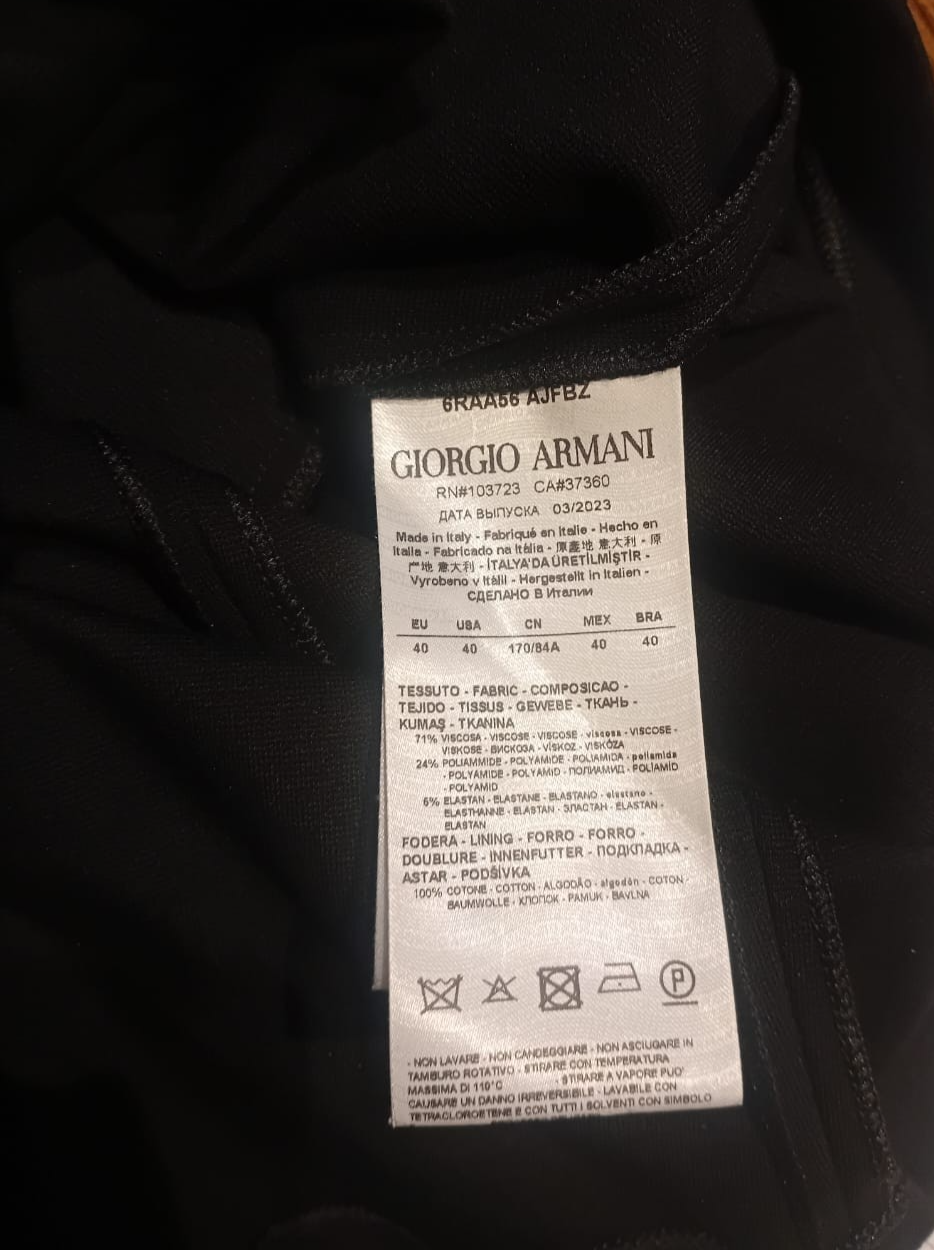 6RAA56 AJFBZ
GIORGIO ARMANI
RN#103723 CA#37360
ДАТА ВЫПУСКА 03/2023
Made in Italy - Fabriqué en Italie - Hecho en
Italia - Fabricado na Itália - 原產地 意大利 - 原
产地 意大利 - İTALYA'DA ÜRETİLMİŞTİR -
Vyrobeno v Itálii - Hergestellt in Italien -
СДЕЛАНО В Италии
EU USA CN MEX BRA
40 40 170/84A 40 40
TESSUTO - FABRIC - COMPOSICAO -
TEJIDO - TISSUS - GEWEBE - ТКАНЬ -
KUMAŞ - TKANINA
71% VISCOSA - VISCOSE - VISCOSE - viscosa - VISCOSE -
VISKOSE - ВИСКОЗА - VİSKOZ - VISKÓZA
24% POLIAMMIDE - POLYAMIDE - POLIAMIDA - poliamida
- POLYAMIDE - POLYAMID - ПОЛИАМИД - POLİAMİD
- POLYAMID
6% ELASTAN - ELASTANE - ELASTANO - elastano -
ELASTHANNE - ELASTAN - ЭЛАСТАН - ELASTAN -
ELASTAN
FODERA - LINING - FORRO - FORRO -
DOUBLURE - INNENFUTTER - ПОДКЛАДКА -
ASTAR - PODŠÍVKA
100% COTONE - COTTON - ALGODÃO - algodón - COTON -
BAUMWOLLE - ХЛОПОК - PAMUK - BAVLNA
P
- NON LAVARE - NON CANDEGGIARE - NON ASCIUGARE IN
TAMBURO ROTATIVO - STIRARE CON TEMPERATURA
MASSIMA DI 110°C - STIRARE A VAPORE PUO'
CAUSARE UN DANNO IRREVERSIBILE - LAVABILE CON
TETRACLOROETENE E CON TUTTI I SOLVENTI CON SIMBOLO